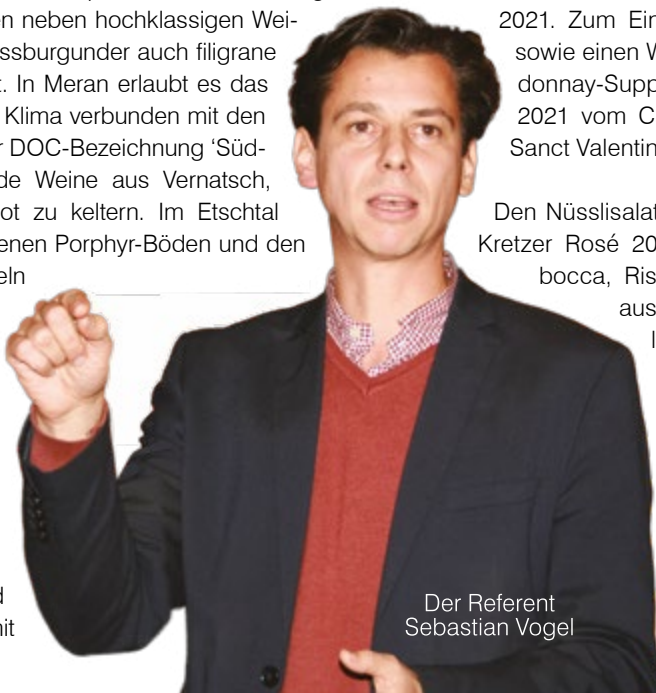 en neben hochklassigen Wei-
ssburgunder auch filigrane
t. In Meran erlaubt es das
Klima verbunden mit den
r DOC-Bezeichnung ‘Süd-
de Weine aus Vernatsch,
ot zu keltern. Im Etschtal
enen Porphyr-Böden und den
eln
d
nit
2021. Zum Ein
sowie einen W
donnay-Supp
2021 vom C
Sanct Valentin
Den Nüsslisalat
Kretzer Rosé 20
bocca, Ris
aus
Der Referent
Sebastian Vogel